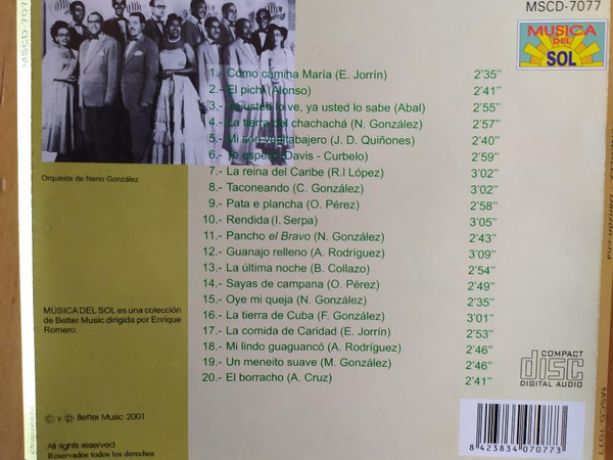 MSCD-7077
MSCD-7077
MUSICA
DEL
SOL
1.- Como camina María (E. Jorrín) 2'35"
2.- El pichi (Alonso) 2'41"
3.- Ya usted lo ve, ya usted lo sabe (Abal) 2'55"
4.- La tierra del chachachá (N. González) 2'57"
5.- Mi son vueltabajero (J. D. Quiñones) 2'40"
6.- Te espero (Davis - Curbelo) 2'59"
7.- La reina del Caribe (R.I López) 3'02"
8.- Taconeando (C. González) 3'02"
9.- Pata e plancha (O. Pérez) 2'58"
10.- Rendida (I. Serpa) 3'05"
11.- Pancho el Bravo (N. González) 2'43"
12.- Guanajo relleno (A. Rodríguez) 3'09"
13.- La última noche (B. Collazo) 2'54"
14.- Sayas de campana (O. Pérez) 2'49"
15.- Oye mi queja (N. González) 2'35"
16.- La tierra de Cuba (F. González) 3'01"
17.- La comida de Caridad (E. Jorrín) 2'53"
18.- Mi lindo guaguancó (A. Rodríguez) 2'46"
19.- Un meneito suave (M. González) 2'46"
20.- El borracho (A. Cruz) 2'41"
Orquesta de Neno González
MÚSICA DEL SOL es una colección
de Better Music dirigida por Enrique
Romero.
© y ℗ Better Music 2001
All rights reserved
Reservados todos los derechos
COMPACT
disc
DIGITAL AUDIO
8 423834 070773
MSCD-7077